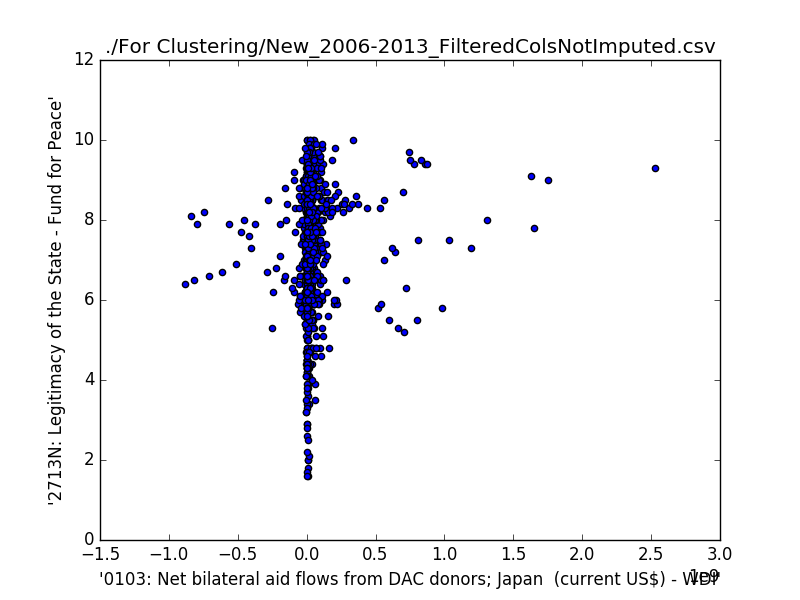 ./For Clustering/New_2006-2013_FilteredColsNotImputed.csv
'2713N: Legitimacy of the State - Fund for Peace'
12
10
8
6
4
2
0
−1.5 −1.0 −0.5 0.0 0.5 1.0 1.5 2.0 2.5 3.0
1e9
'0103: Net bilateral aid flows from DAC donors; Japan  (current US$) - WDI'